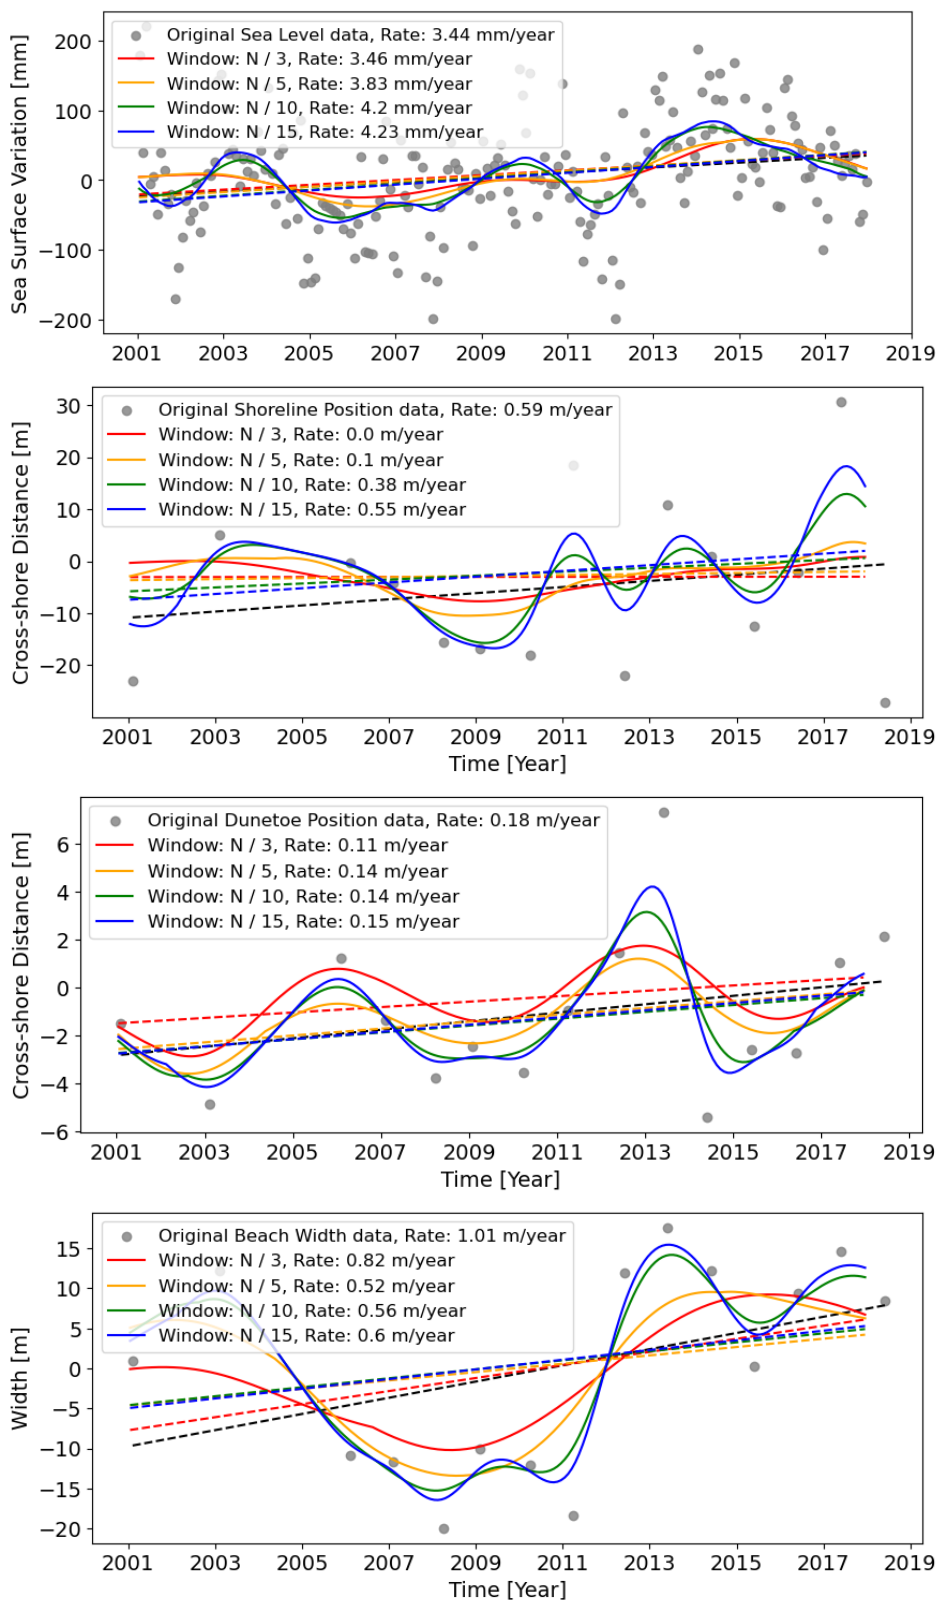 Original Sea Level data, Rate: 3.44 mm/year
Window: N / 3, Rate: 3.46 mm/year
Window: N / 5, Rate: 3.83 mm/year
Window: N / 10, Rate: 4.2 mm/year
Window: N / 15, Rate: 4.23 mm/year
Sea Surface Variation [mm]
200
100
0
−100
−200
2001 2003 2005 2007 2009 2011 2013 2015 2017 2019
Original Shoreline Position data, Rate: 0.59 m/year
Window: N / 3, Rate: 0.0 m/year
Window: N / 5, Rate: 0.1 m/year
Window: N / 10, Rate: 0.38 m/year
Window: N / 15, Rate: 0.55 m/year
Cross-shore Distance [m]
30
20
10
0
−10
−20
2001 2003 2005 2007 2009 2011 2013 2015 2017 2019
Time [Year]
Original Dunetoe Position data, Rate: 0.18 m/year
Window: N / 3, Rate: 0.11 m/year
Window: N / 5, Rate: 0.14 m/year
Window: N / 10, Rate: 0.14 m/year
Window: N / 15, Rate: 0.15 m/year
Cross-shore Distance [m]
6
4
2
0
−2
−4
−6
2001 2003 2005 2007 2009 2011 2013 2015 2017 2019
Time [Year]
Original Beach Width data, Rate: 1.01 m/year
Window: N / 3, Rate: 0.82 m/year
Window: N / 5, Rate: 0.52 m/year
Window: N / 10, Rate: 0.56 m/year
Window: N / 15, Rate: 0.6 m/year
Width [m]
15
10
5
0
−5
−10
−15
−20
2001 2003 2005 2007 2009 2011 2013 2015 2017 2019
Time [Year]